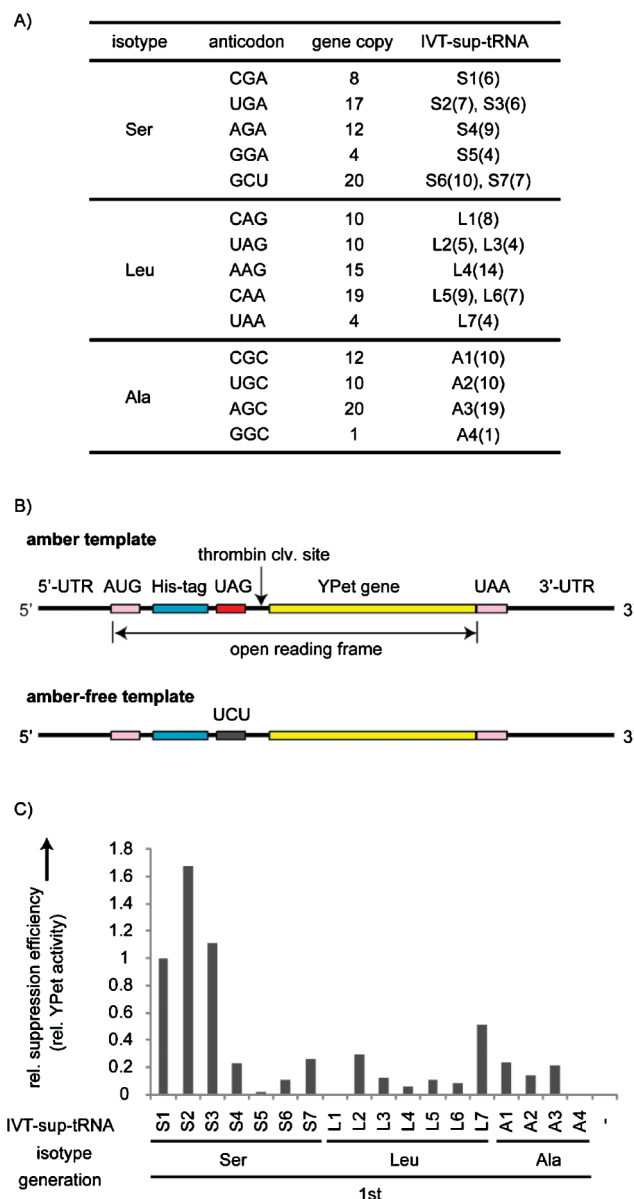 A)
isotype anticodon gene copy IVT-sup-tRNA
CGA 8 S1(6)
UGA 17 S2(7), S3(6)
Ser AGA 12 S4(9)
GGA 4 S5(4)
GCU 20 S6(10), S7(7)
CAG 10 L1(8)
UAG 10 L2(5), L3(4)
Leu AAG 15 L4(14)
CAA 19 L5(9), L6(7)
UAA 4 L7(4)
CGC 12 A1(10)
UGC 10 A2(10)
Ala
AGC 20 A3(19)
GGC 1 A4(1)
B)
amber template
thrombin clv. site
5'-UTR AUG His-tag UAG YPet gene UAA 3'-UTR
5' 3'
open reading frame
amber-free template
UCU
5' 3'
C)
rel. suppression efficiency
(rel. YPet activity)
1.8
1.6
1.4
1.2
1
0.8
0.6
0.4
0.2
0
IVT-sup-tRNA S1 S2 S3 S4 S5 S6 S7 L1 L2 L3 L4 L5 L6 L7 A1 A2 A3 A4 -
isotype Ser Leu Ala
generation 1st